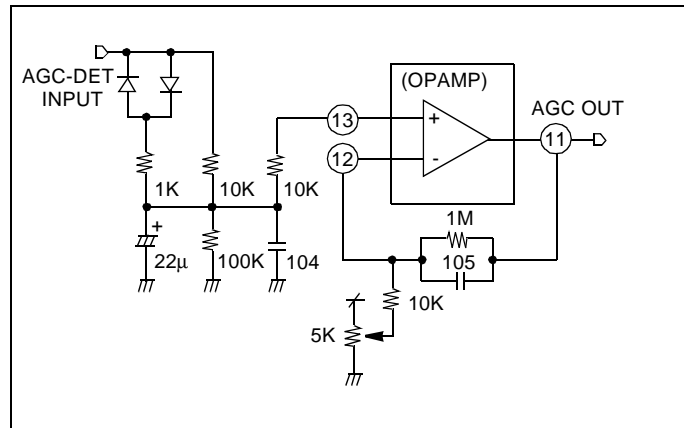 AGC-DET
INPUT
(OPAMP)
AGC OUT
13
+
12
-
11
1K
10K
10K
+
22µ
100K
104
1M
105
10K
5K